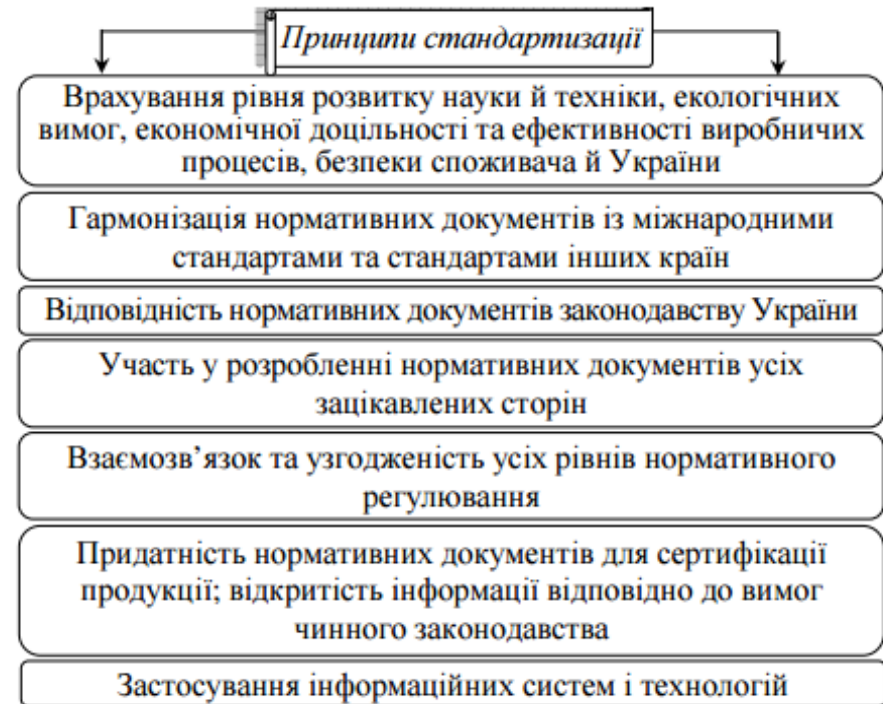 Принципи стандартизації
Врахування рівня розвитку науки й техніки, екологічних
вимог, економічної доцільності та ефективності виробничих
процесів, безпеки споживача й України
Гармонізація нормативних документів із міжнародними
стандартами та стандартами інших країн
Відповідність нормативних документів законодавству України
Участь у розробленні нормативних документів усіх
зацікавлених сторін
Взаємозв’язок та узгодженість усіх рівнів нормативного
регулювання
Придатність нормативних документів для сертифікації
продукції; відкритість інформації відповідно до вимог
чинного законодавства
Застосування інформаційних систем і технологій